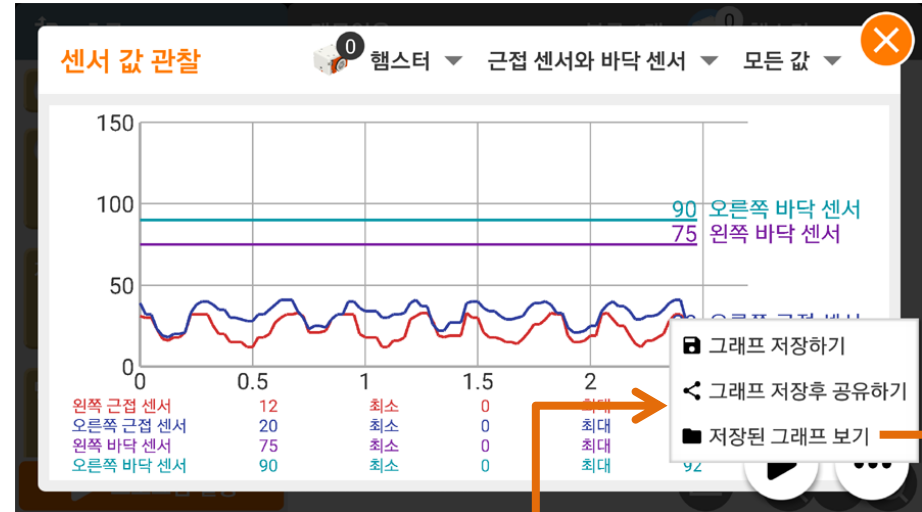 센서 값 관찰
0 햄스터 근접 센서와 바닥 센서 모든 값
150
100
90 오른쪽 바닥 센서
75 왼쪽 바닥 센서
50
0
0 0.5 1 1.5 2
왼쪽 근접 센서 12 최소 0 최대
오른쪽 근접 센서 20 최소 0 최대
왼쪽 바닥 센서 75 최소 0 최대
오른쪽 바닥 센서 90 최소 0 최대 92
그래프 저장하기
그래프 저장후 공유하기
저장된 그래프 보기